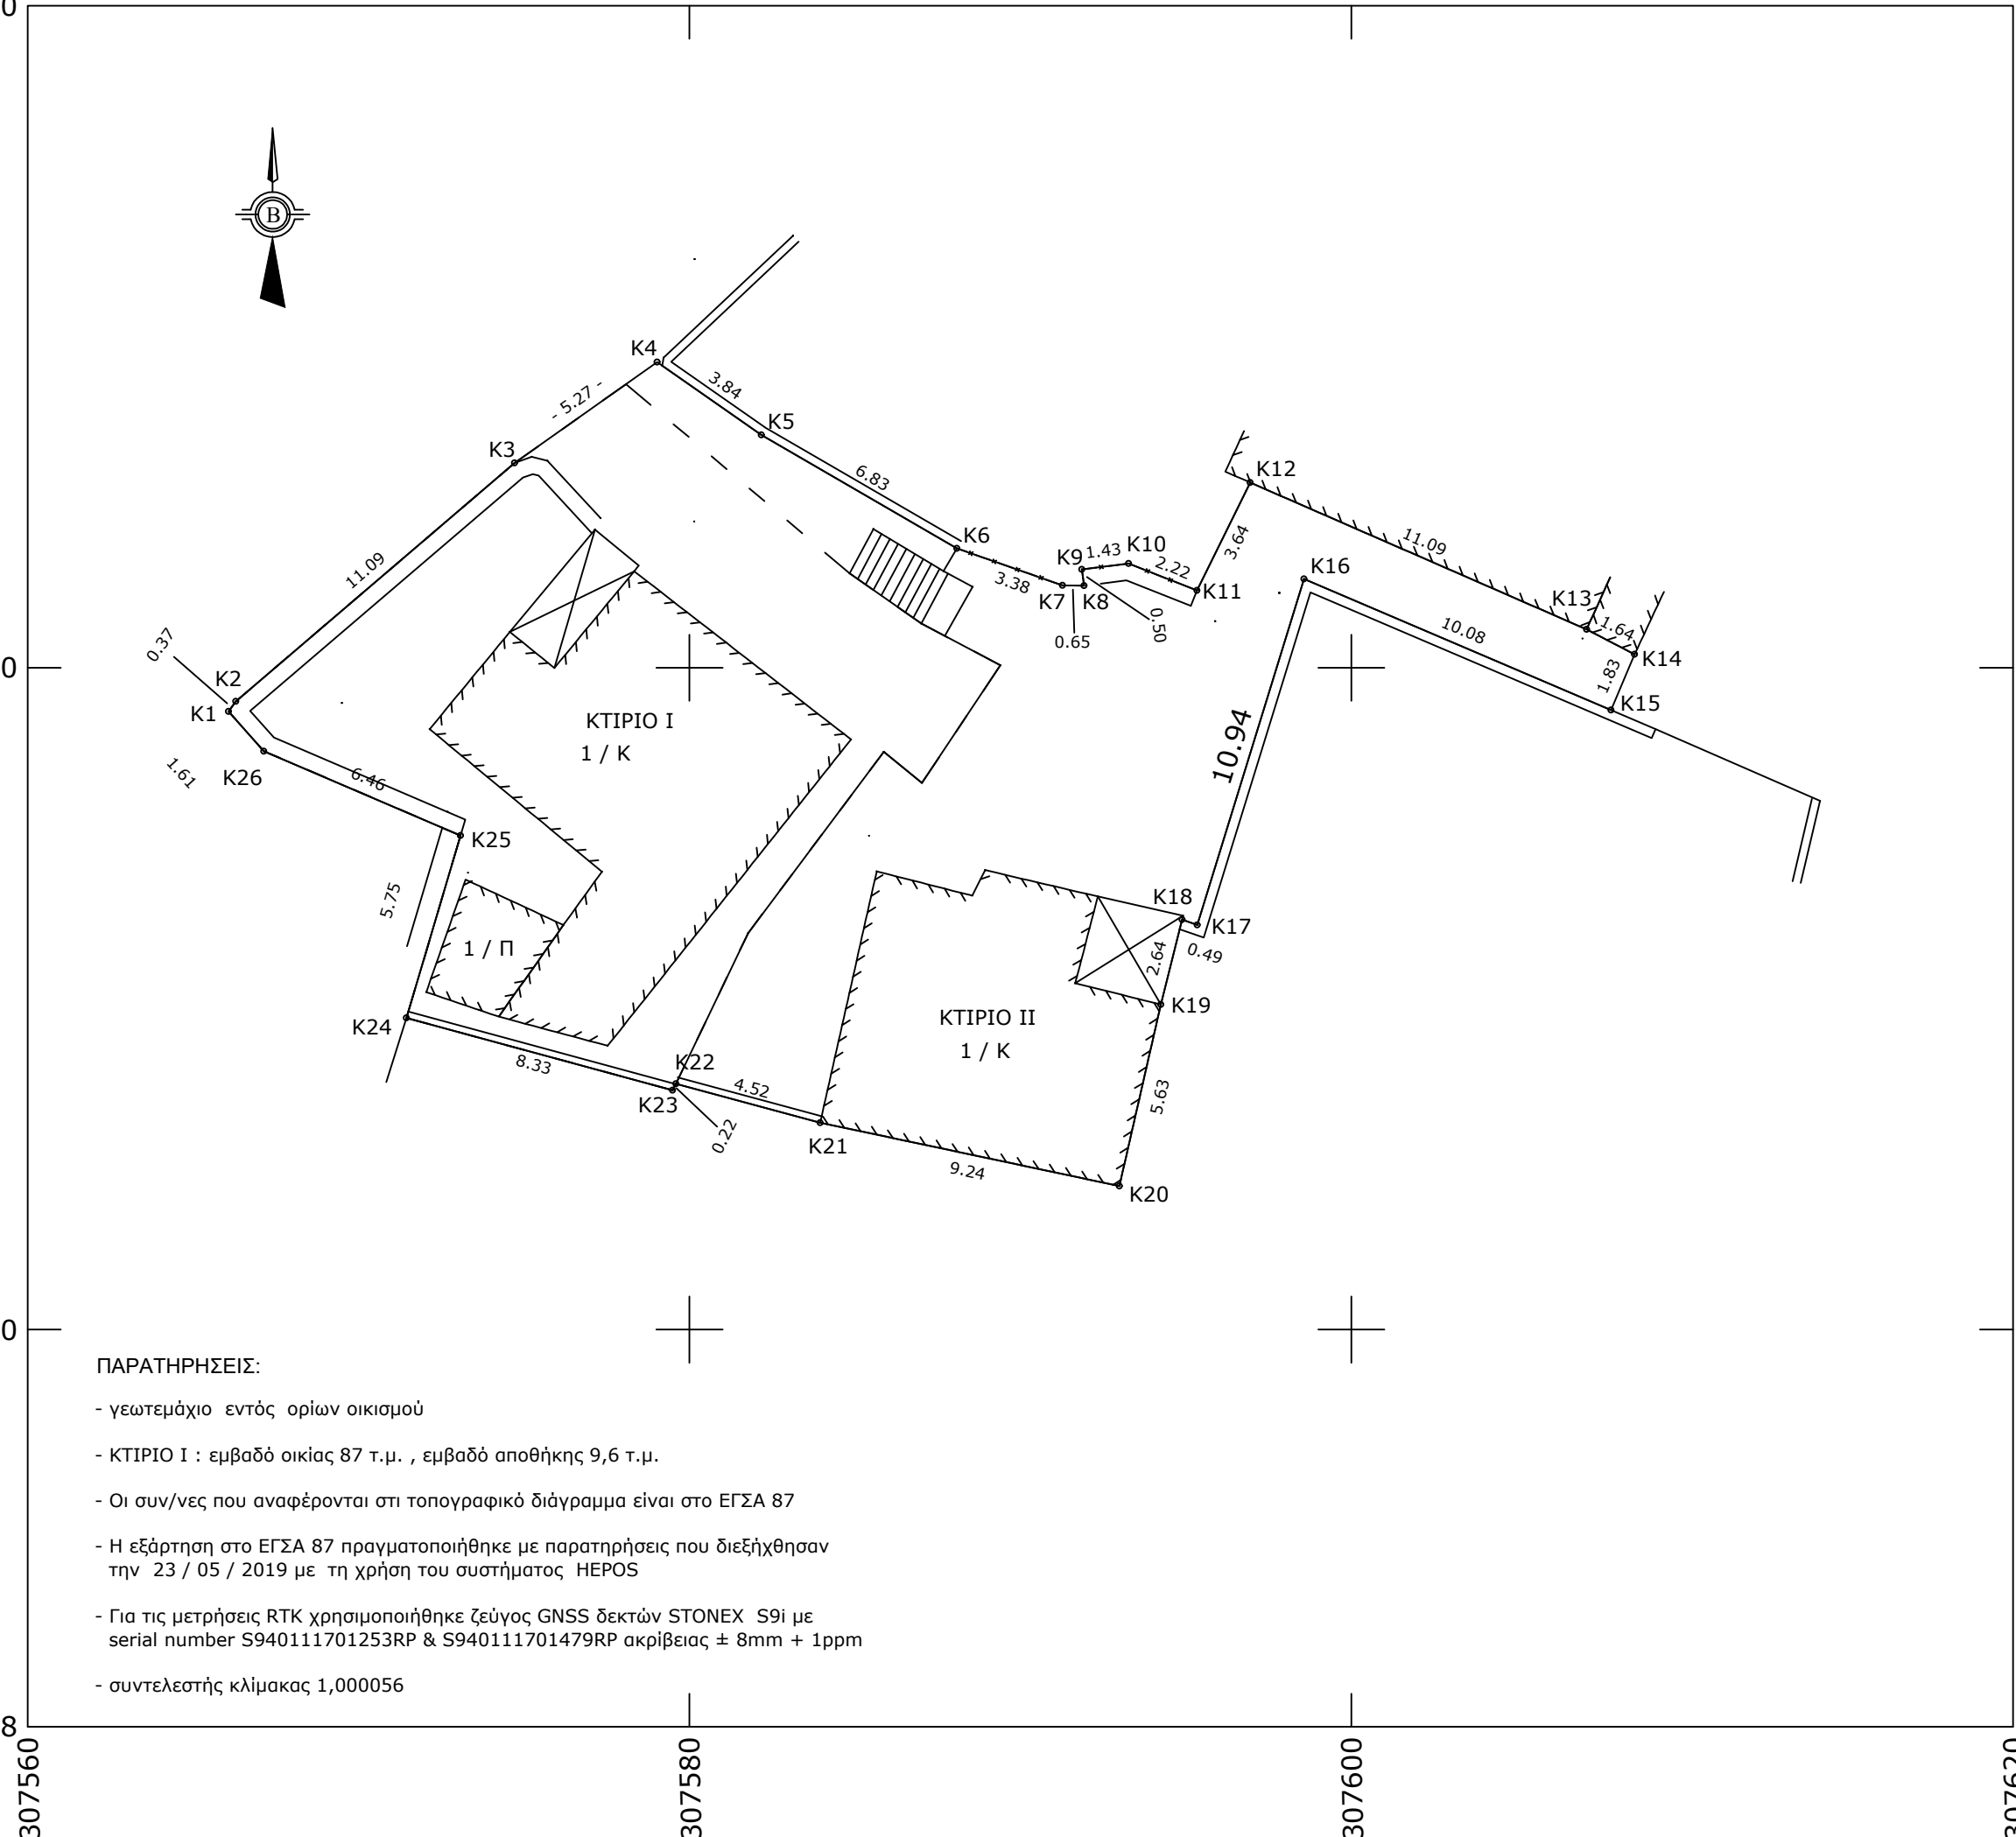 0
B
K4
3.84
- 5.27 -
K5
K3
6.83
K12
K6
11.09
3.64
K9
1.43
K10
2.22
K16
11.09
3.38
K7
K8
K11
K13
1.64
0.50
0.65
10.08
0.37
0
K14
1.83
K2
K1
K15
ΚΤΙΡΙΟ Ι
1 / Κ
10.94
K26
1.61
6.46
K25
5.75
K18
K17
1 / Π
2.64
0.49
K19
ΚΤΙΡΙΟ ΙΙ
1 / Κ
K24
8.33
K22
4.52
K23
5.63
0.22
K21
9.24
K20
0
ΠΑΡΑΤΗΡΗΣΕΙΣ:
- γεωτεμάχιο εντός ορίων οικισμού
- ΚΤΙΡΙΟ Ι : εμβαδό οικίας 87 τ.μ. , εμβαδό αποθήκης 9,6 τ.μ.
- Οι συν/νες που αναφέρονται στι τοπογραφικό διάγραμμα είναι στο ΕΓΣΑ 87
- Η εξάρτηση στο ΕΓΣΑ 87 πραγματοποιήθηκε με παρατηρήσεις που διεξήχθησαν
την 23 / 05 / 2019 με τη χρήση του συστήματος HEPOS
- Για τις μετρήσεις RTK χρησιμοποιήθηκε ζεύγος GNSS δεκτών STONEX S9i με
serial number S940111701253RP & S940111701479RP ακρίβειας ± 8mm + 1ppm
- συντελεστής κλίμακας 1,000056
8
307560
307580
307600
307620